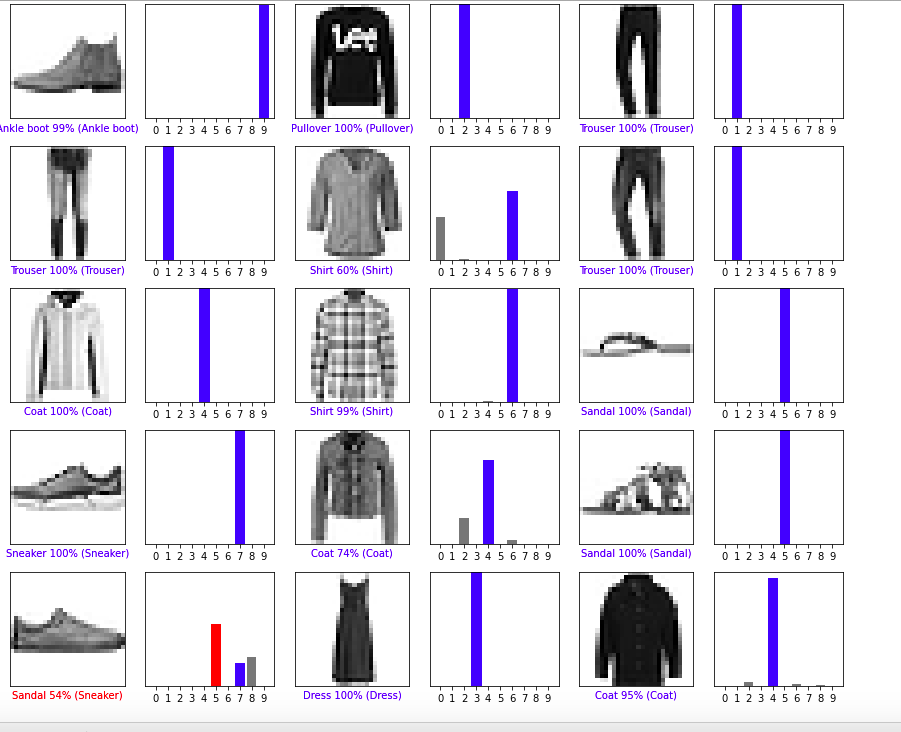 Lee
Ankle boot 99% (Ankle boot)
0 1 2 3 4 5 6 7 8 9
Pullover 100% (Pullover)
0 1 2 3 4 5 6 7 8 9
Trouser 100% (Trouser)
0 1 2 3 4 5 6 7 8 9
Trouser 100% (Trouser)
0 1 2 3 4 5 6 7 8 9
Shirt 60% (Shirt)
0 1 2 3 4 5 6 7 8 9
Trouser 100% (Trouser)
0 1 2 3 4 5 6 7 8 9
Coat 100% (Coat)
0 1 2 3 4 5 6 7 8 9
Shirt 99% (Shirt)
0 1 2 3 4 5 6 7 8 9
Sandal 100% (Sandal)
0 1 2 3 4 5 6 7 8 9
Sneaker 100% (Sneaker)
0 1 2 3 4 5 6 7 8 9
Coat 74% (Coat)
0 1 2 3 4 5 6 7 8 9
Sandal 100% (Sandal)
0 1 2 3 4 5 6 7 8 9
Sandal 54% (Sneaker)
0 1 2 3 4 5 6 7 8 9
Dress 100% (Dress)
0 1 2 3 4 5 6 7 8 9
Coat 95% (Coat)
0 1 2 3 4 5 6 7 8 9